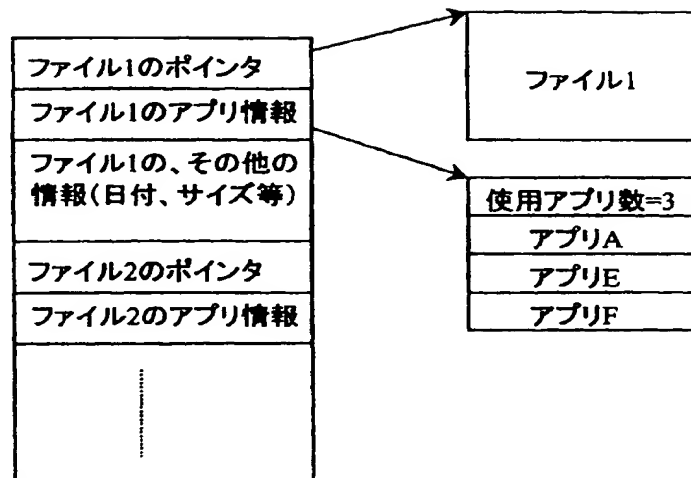 ファイル1のポインタ
ファイル1のアプリ情報
ファイル1の、その他の
情報(日付、サイズ等)
ファイル2のポインタ
ファイル2のアプリ情報
ファイル1
使用アプリ数=3
アプリA
アプリE
アプリF